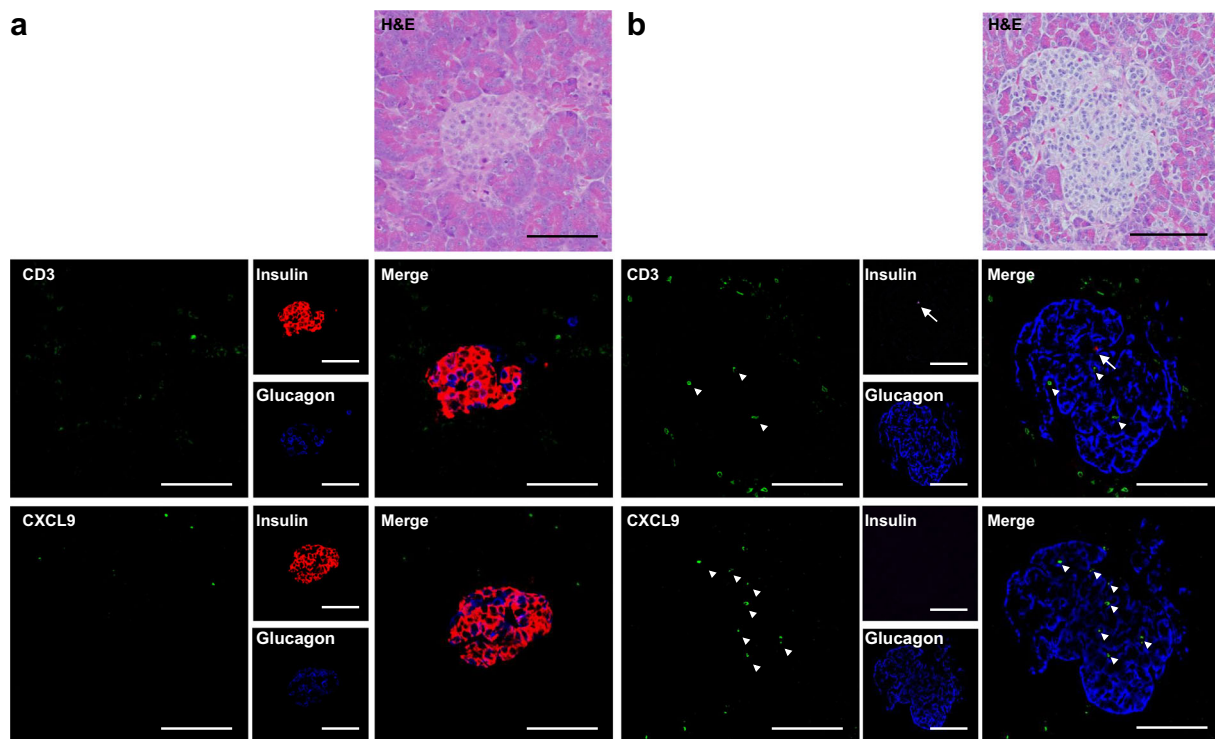 a
H&E
b
H&E
CD3
Insulin
Merge
CD3
Insulin
Merge
Glucagon
Glucagon
CXCL9
Insulin
Merge
CXCL9
Insulin
Merge
Glucagon
Glucagon